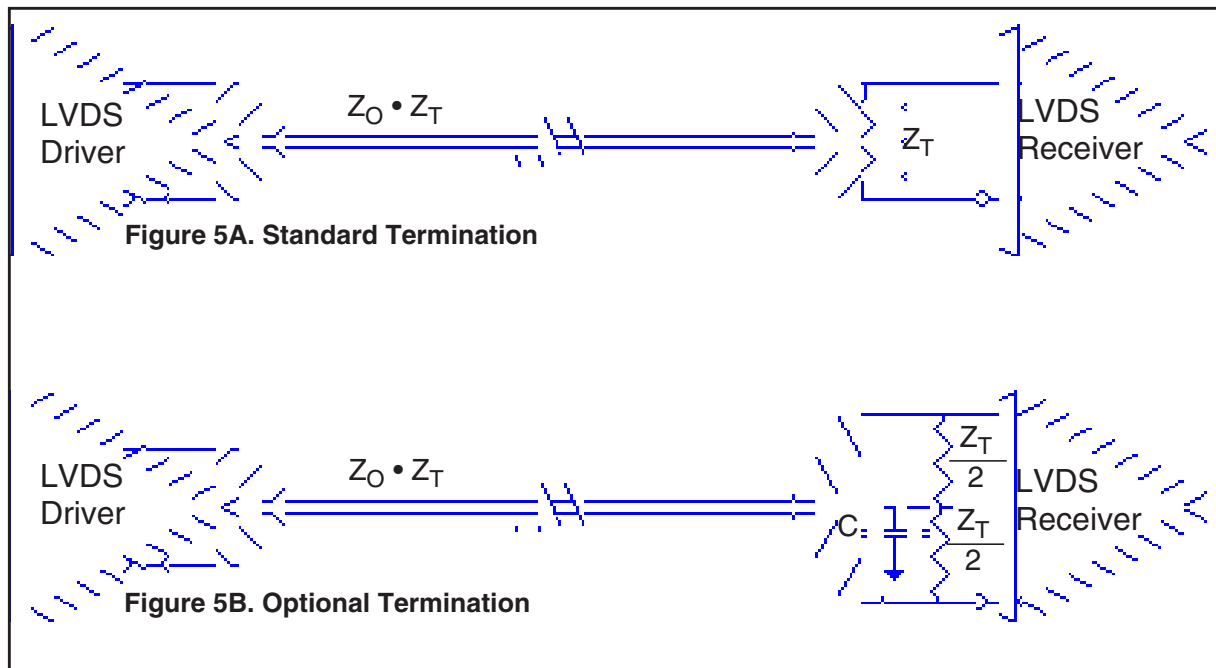 LVDS
Driver
Z_O • Z_T
Z_T
LVDS
Receiver
Figure 5A. Standard Termination
LVDS
Driver
Z_O • Z_T
C
Z_T
2
Z_T
2
LVDS
Receiver
Figure 5B. Optional Termination